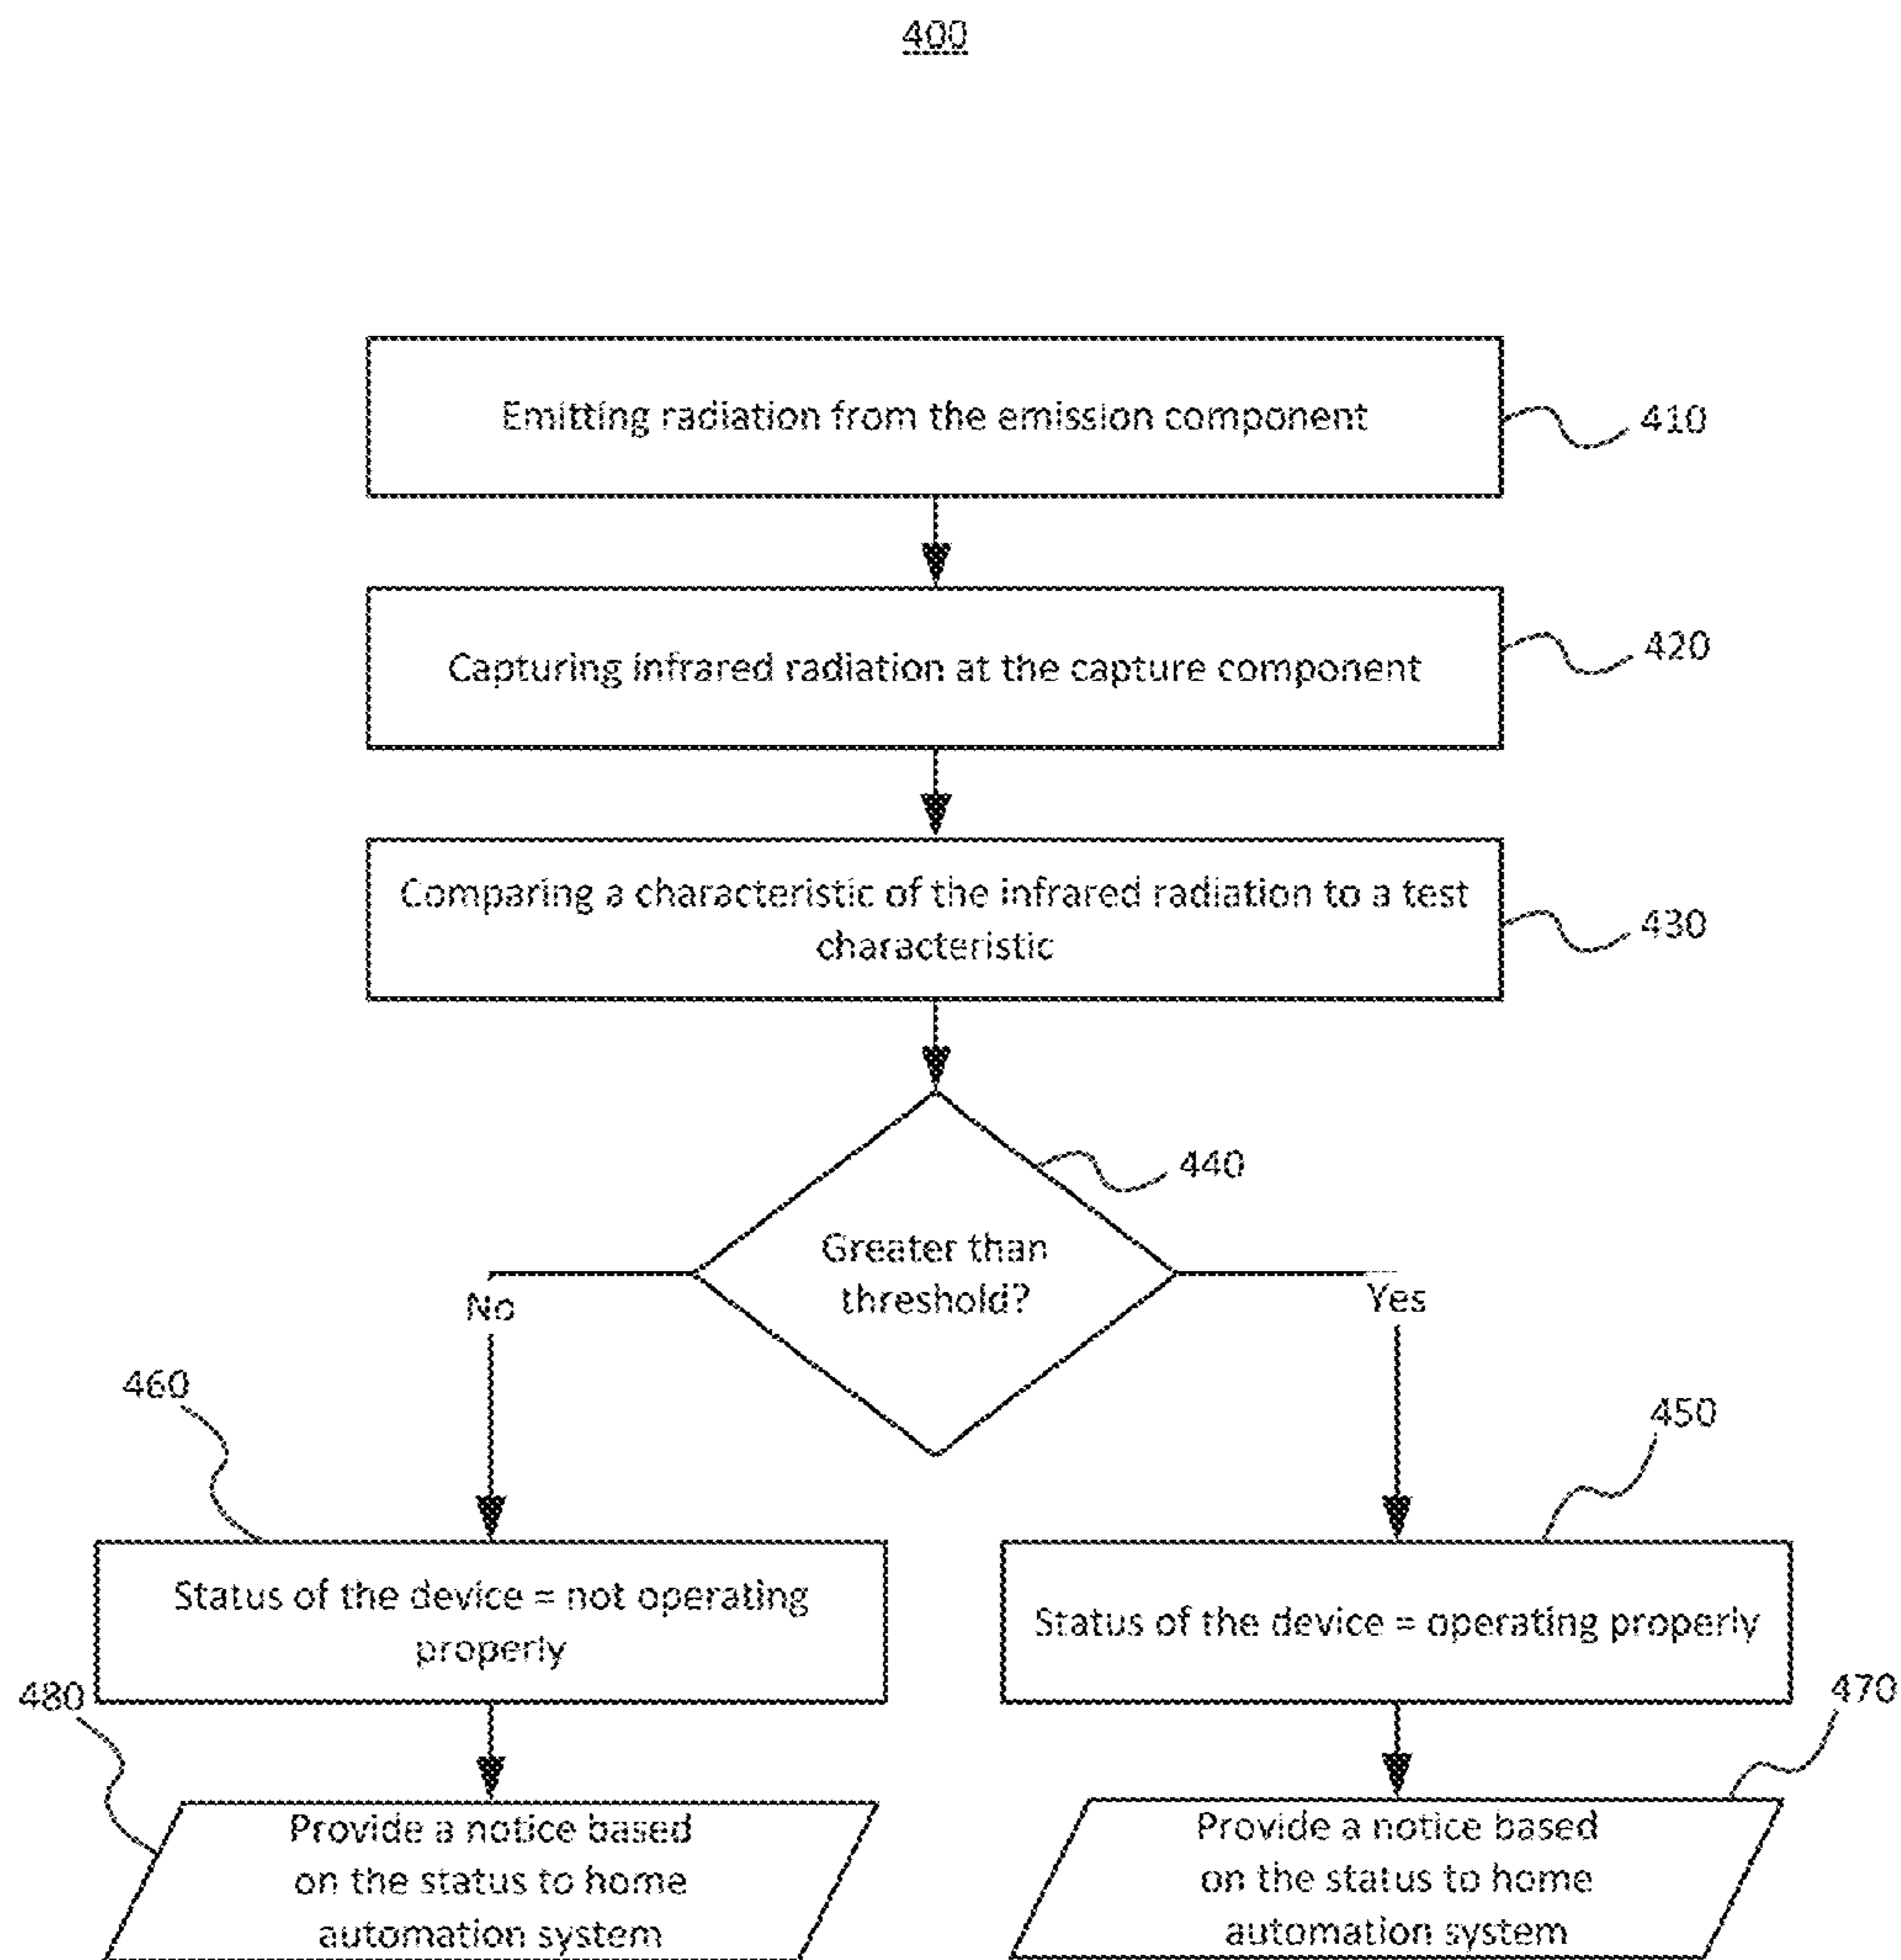 400
Emitting radiation from the emission component
410
Capturing infrared radiation at the capture component
420
Comparing a characteristic of the infrared radiation to a test
characteristic
430
440
Greater than
threshold?
No
Yes
460
450
Status of the device = not operating
properly
Status of the device = operating properly
480
470
Provide a notice based
on the status to home
automation system
Provide a notice based
on the status to home
automation system